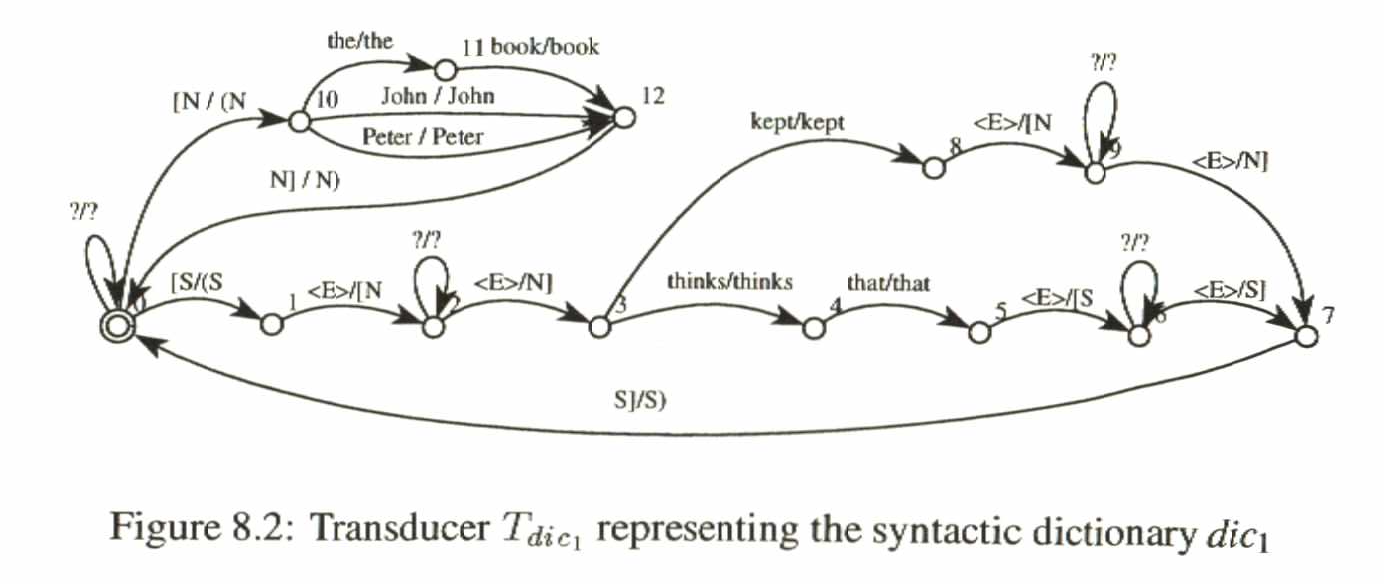 the/the
11 book/book
[N / (N
10
John / John
12
Peter / Peter
kept/kept
<E>/[N
8
?/?
9
<E>/N]
N] / N)
?/?
0
[S/(S
1
<E>/[N
?/?
2
<E>/N]
3
thinks/thinks
4
that/that
5
<E>/[S
?/?
6
<E>/S]
7
S]/S)
Figure 8.2: Transducer T_{dic_1} representing the syntactic dictionary dic_1